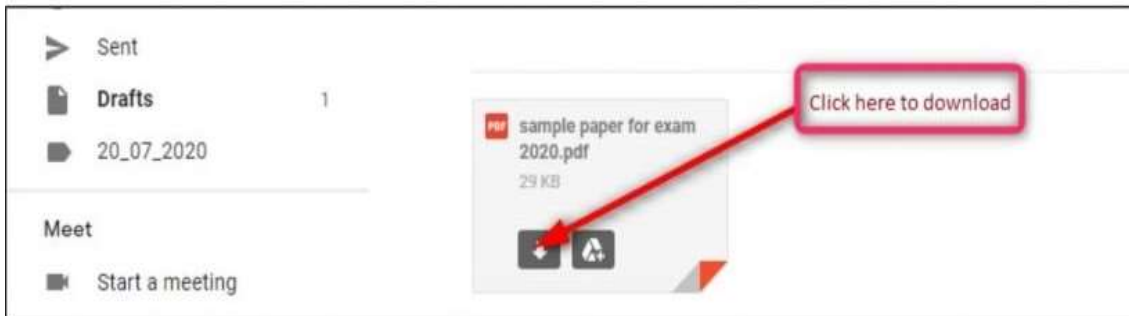 Sent
Drafts 1
20_07_2020
Meet
Start a meeting
PDF sample paper for exam
2020.pdf
29 KB
Click here to download